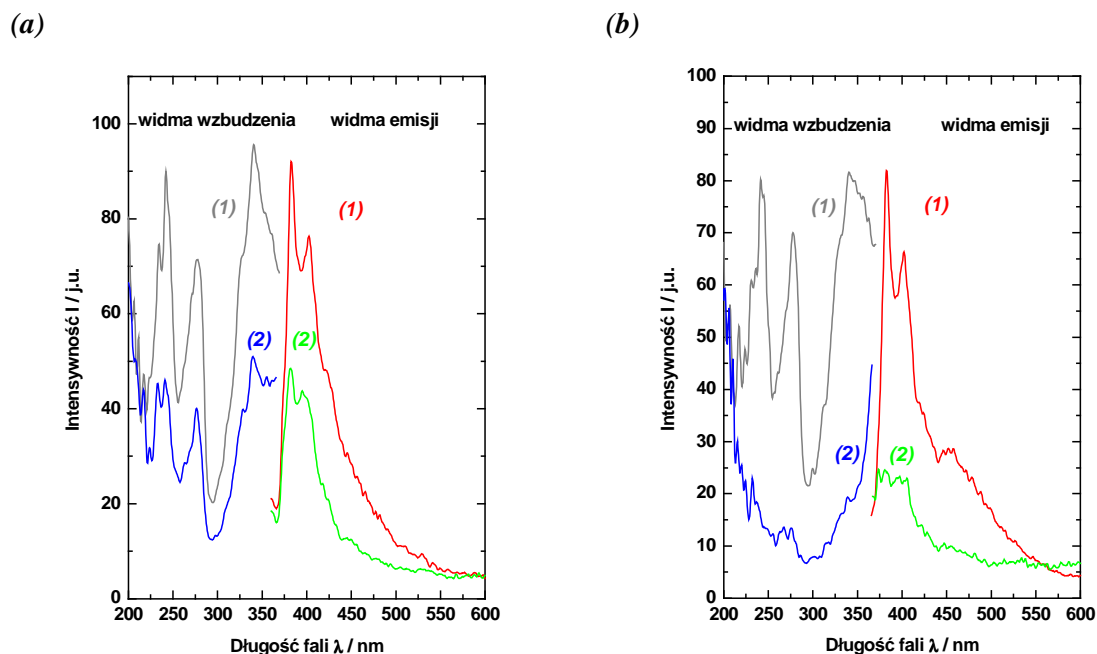 (a)
widma wzbudzenia widma emisji
(1)
(1)
(2)
(2)
100
80
60
40
20
0
Intensywność I / j.u.
200 250 300 350 400 450 500 550 600
Długość fali λ / nm
(b)
widma wzbudzenia widma emisji
(1)
(1)
(2)
(2)
100
90
80
70
60
50
40
30
20
10
0
Intensywność I / j.u.
200 250 300 350 400 450 500 550 600
Długość fali λ / nm